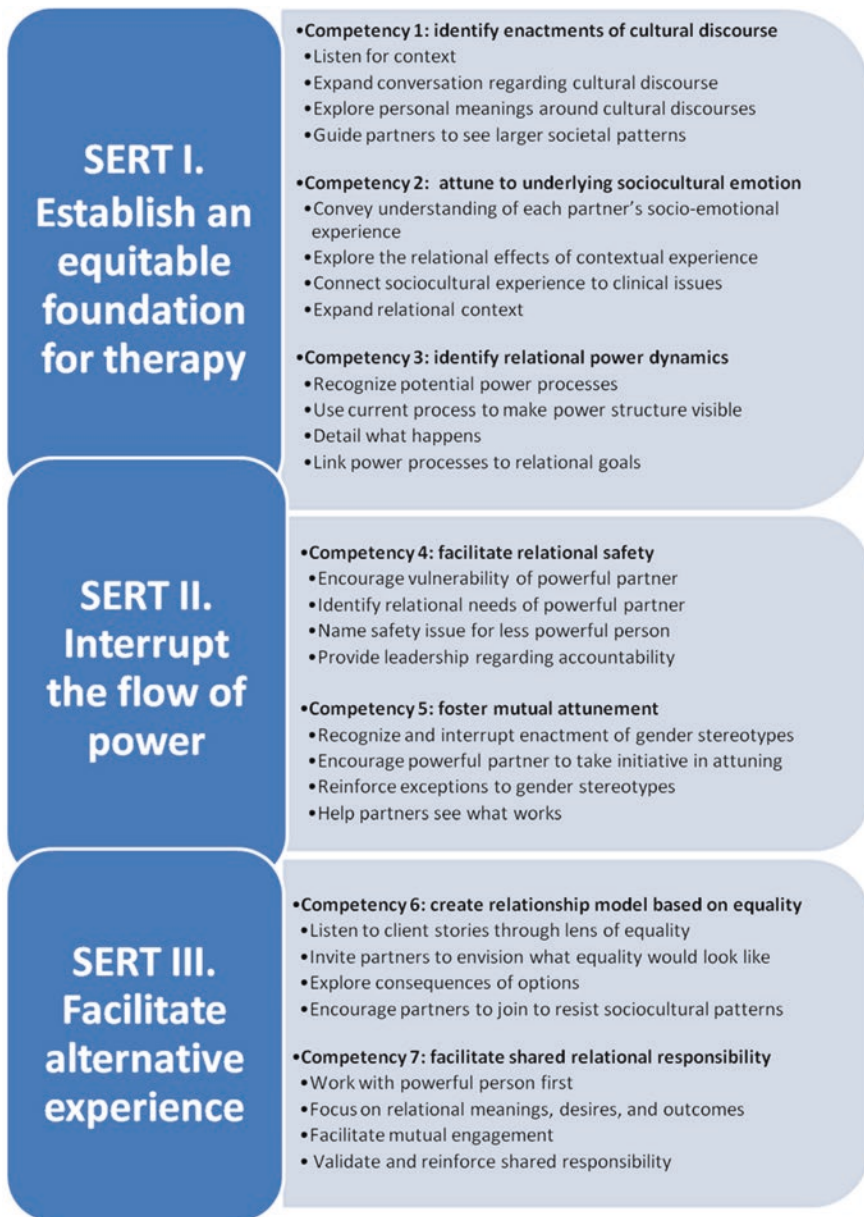 SERT I.
Establish an
equitable
foundation
for therapy
•Competency 1: identify enactments of cultural discourse
•Listen for context
•Expand conversation regarding cultural discourse
•Explore personal meanings around cultural discourses
•Guide partners to see larger societal patterns
•Competency 2: attune to underlying sociocultural emotion
•Convey understanding of each partner's socio-emotional
experience
•Explore the relational effects of contextual experience
•Connect sociocultural experience to clinical issues
•Expand relational context
•Competency 3: identify relational power dynamics
•Recognize potential power processes
•Use current process to make power structure visible
•Detail what happens
•Link power processes to relational goals
SERT II.
Interrupt
the flow of
power
•Competency 4: facilitate relational safety
•Encourage vulnerability of powerful partner
•Identify relational needs of powerful partner
•Name safety issue for less powerful person
•Provide leadership regarding accountability
•Competency 5: foster mutual attunement
•Recognize and interrupt enactment of gender stereotypes
•Encourage powerful partner to take initiative in attuning
•Reinforce exceptions to gender stereotypes
•Help partners see what works
SERT III.
Facilitate
alternative
experience
•Competency 6: create relationship model based on equality
•Listen to client stories through lens of equality
•Invite partners to envision what equality would look like
•Explore consequences of options
•Encourage partners to join to resist sociocultural patterns
•Competency 7: facilitate shared relational responsibility
•Work with powerful person first
•Focus on relational meanings, desires, and outcomes
•Facilitate mutual engagement
• Validate and reinforce shared responsibility